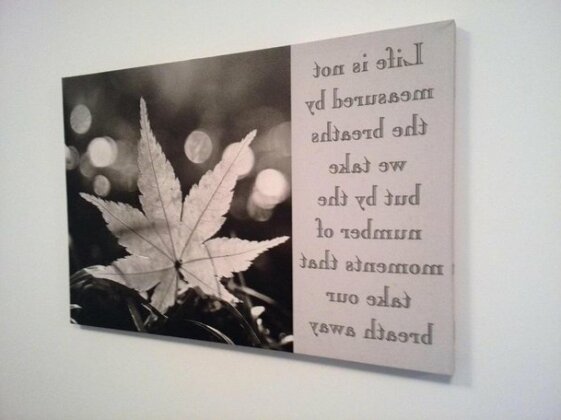 Life is not
measured by
the breaths
we take
but by the
number of
moments that
take our
breath away